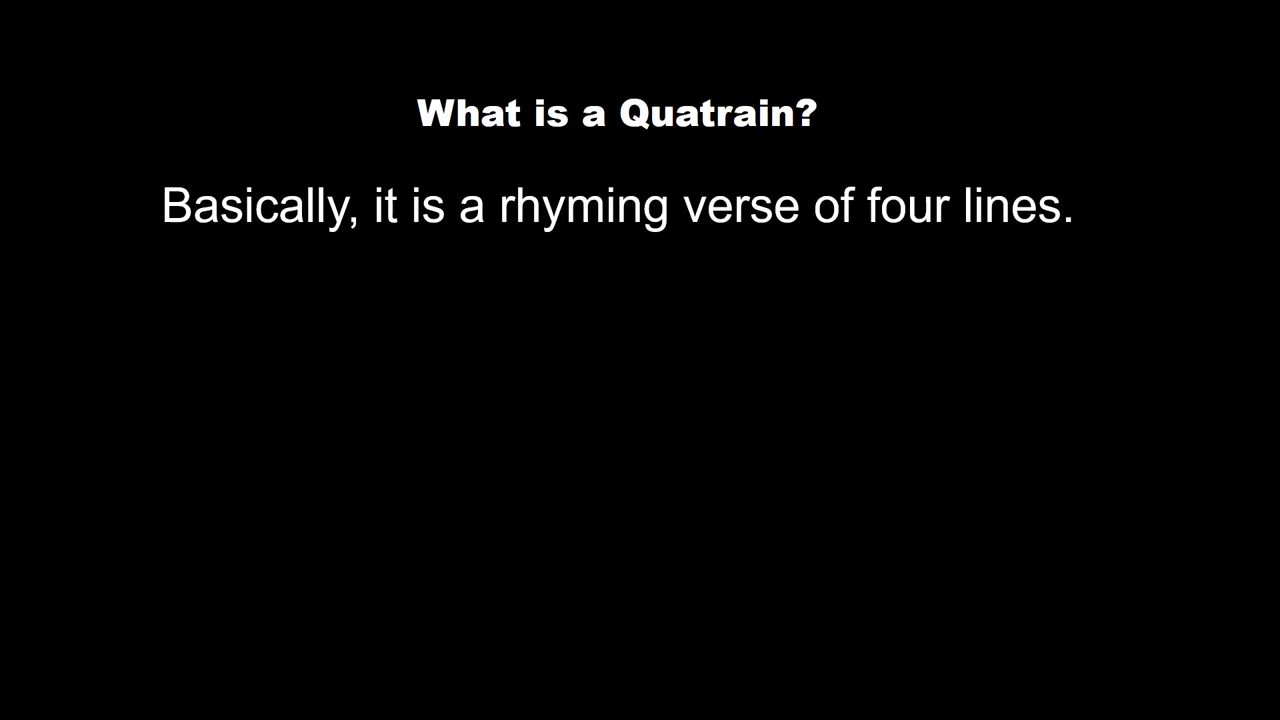 What is a Quatrain?
Basically, it is a rhyming verse of four lines.